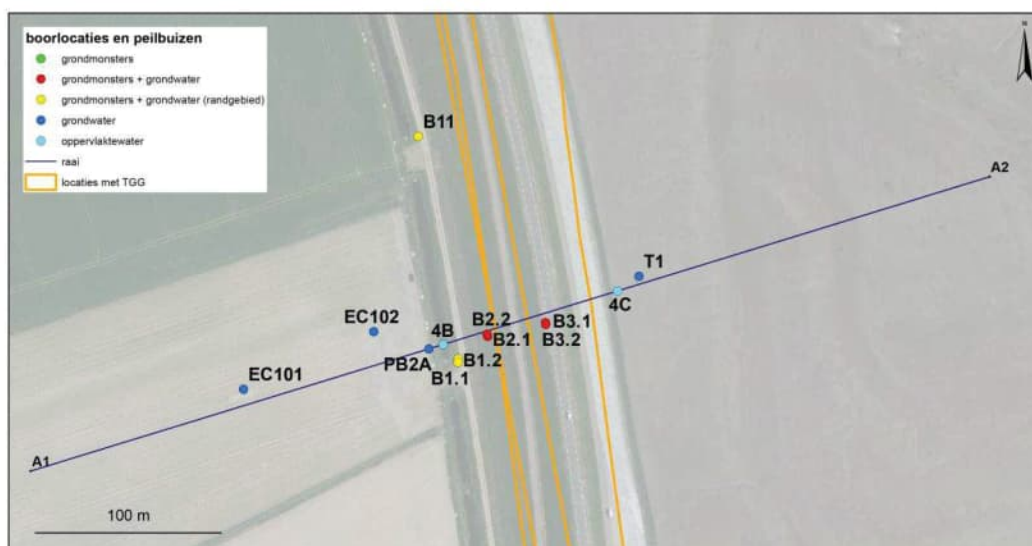 boorlocaties en peilbuizen
grondmonsters
grondmonsters + grondwater
grondmonsters + grondwater (randgebied)
grondwater
oppervlaktewater
raai
locaties met TGG
N
B11
A2
T1
4C
EC102
4B
B2.2
B2.1
B3.1
B3.2
PB2A
B1.2
B1.1
EC101
A1
100 m